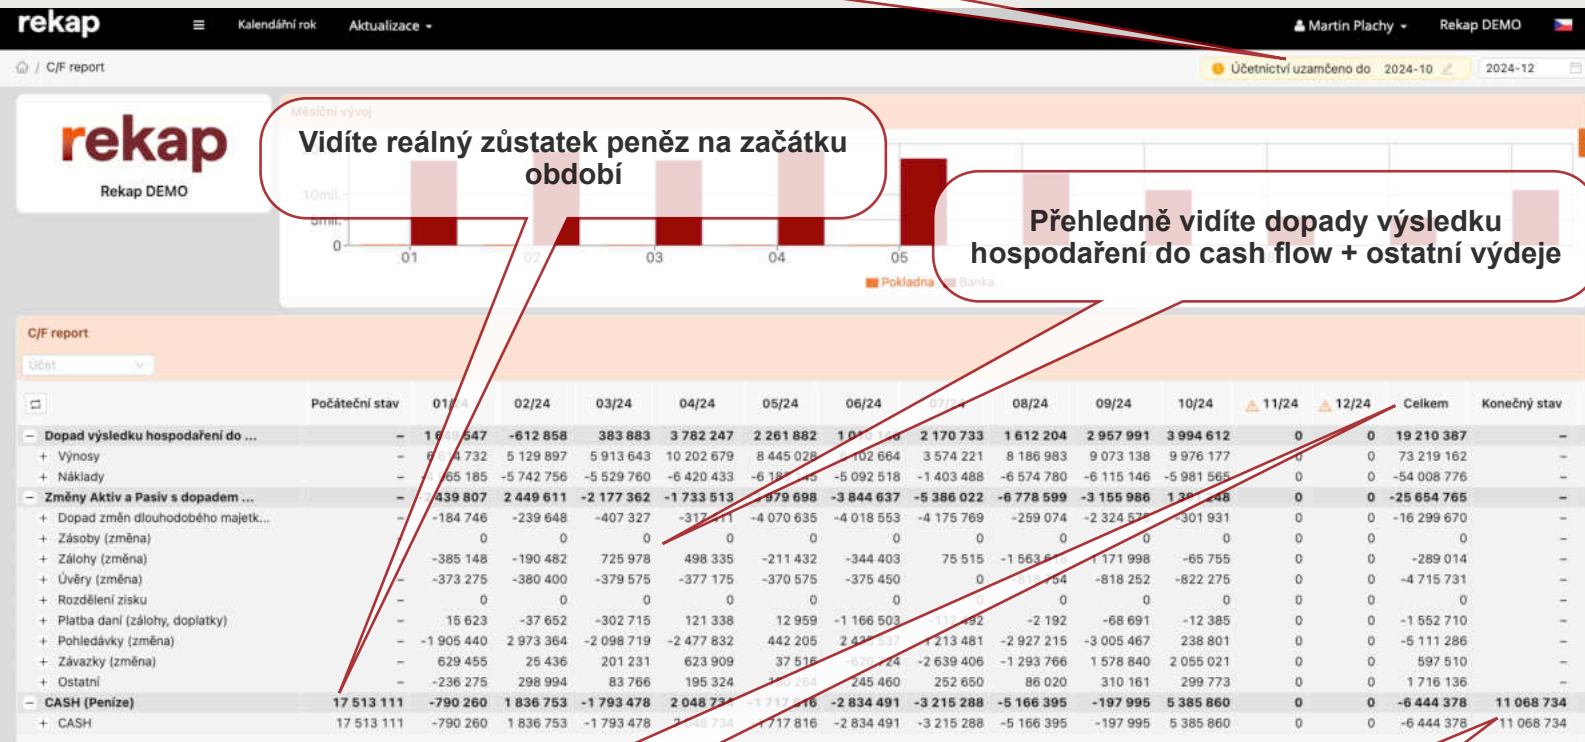 rekap ≡ Kalendářní rok Aktualizace Martin Plachy Rekap DEMO
/ C/F report Účetnictví uzamčeno do 2024-10 2024-12
Měsíční vývoj
rekap
Rekap DEMO
Vidíte reálný zůstatek peněz na začátku
období
10mil.
5mil.
0
01 02 03 04 05
Pokladna Banka
Přehledně vidíte dopady výsledku
hospodaření do cash flow + ostatní výdeje
C/F report
Účet
Počáteční stav 02/24 03/24 04/24 05/24 06/24 07/24 08/24 09/24 10/24 11/24 12/24 Celkem Konečný stav
− Dopad výsledku hospodaření do ... – -612 858 383 883 3 782 247 2 261 882 2 170 733 1 612 204 2 957 991 3 994 612 0 0 19 210 387 –
+ Výnosy – 5 129 897 5 913 643 10 202 679 8 445 028 3 574 221 8 186 983 9 073 138 9 976 177 0 0 73 219 162 –
+ Náklady – -5 742 756 -5 529 760 -6 420 433 -5 092 518 -1 403 488 -6 574 780 -6 115 146 -5 981 565 0 0 -54 008 776 –
− Změny Aktiv a Pasiv s dopadem ... – 2 449 611 -2 177 362 -1 733 513 -3 844 637 -5 386 022 -6 778 599 -3 155 986 0 0 -25 654 765 –
+ Dopad změn dlouhodobého majetk... – -184 746 -239 648 -407 327 -4 070 635 -4 018 553 -4 175 769 -259 074 -301 931 0 0 -16 299 670 –
+ Zásoby (změna) – 0 0 0 0 0 0 0 0 0 0 0 0 0 –
+ Zálohy (změna) – -385 148 -190 482 725 978 498 335 -211 432 -344 403 75 515 -65 755 0 0 -289 014 –
+ Úvěry (změna) – -373 275 -380 400 -379 575 -377 175 -370 575 -375 450 0 -818 252 -822 275 0 0 -4 715 731 –
+ Rozdělení zisku – 0 0 0 0 0 0 0 0 0 0 0 0 –
+ Platba daní (zálohy, doplatky) – 15 623 -37 652 -302 715 121 338 12 959 -1 166 503 -2 192 -68 691 -12 385 0 0 -1 552 710 –
+ Pohledávky (změna) – -1 905 440 2 973 364 -2 098 719 -2 477 832 442 205 -2 927 215 -3 005 467 238 801 0 0 -5 111 286 –
+ Závazky (změna) – 629 455 25 436 201 231 623 909 37 516 -2 639 406 -1 293 766 1 578 840 2 055 021 0 0 597 510 –
+ Ostatní – -236 275 298 994 83 766 195 324 245 460 252 650 86 020 310 161 299 773 0 0 1 716 136 –
− CASH (Peníze) 17 513 111 -790 260 1 836 753 -1 793 478 2 048 734 -2 834 491 -3 215 288 -5 166 395 -197 995 5 385 860 0 0 -6 444 378 11 068 734
+ CASH 17 513 111 -790 260 1 836 753 -1 793 478 -2 834 491 -3 215 288 -5 166 395 -197 995 5 385 860 0 0 -6 444 378 11 068 734